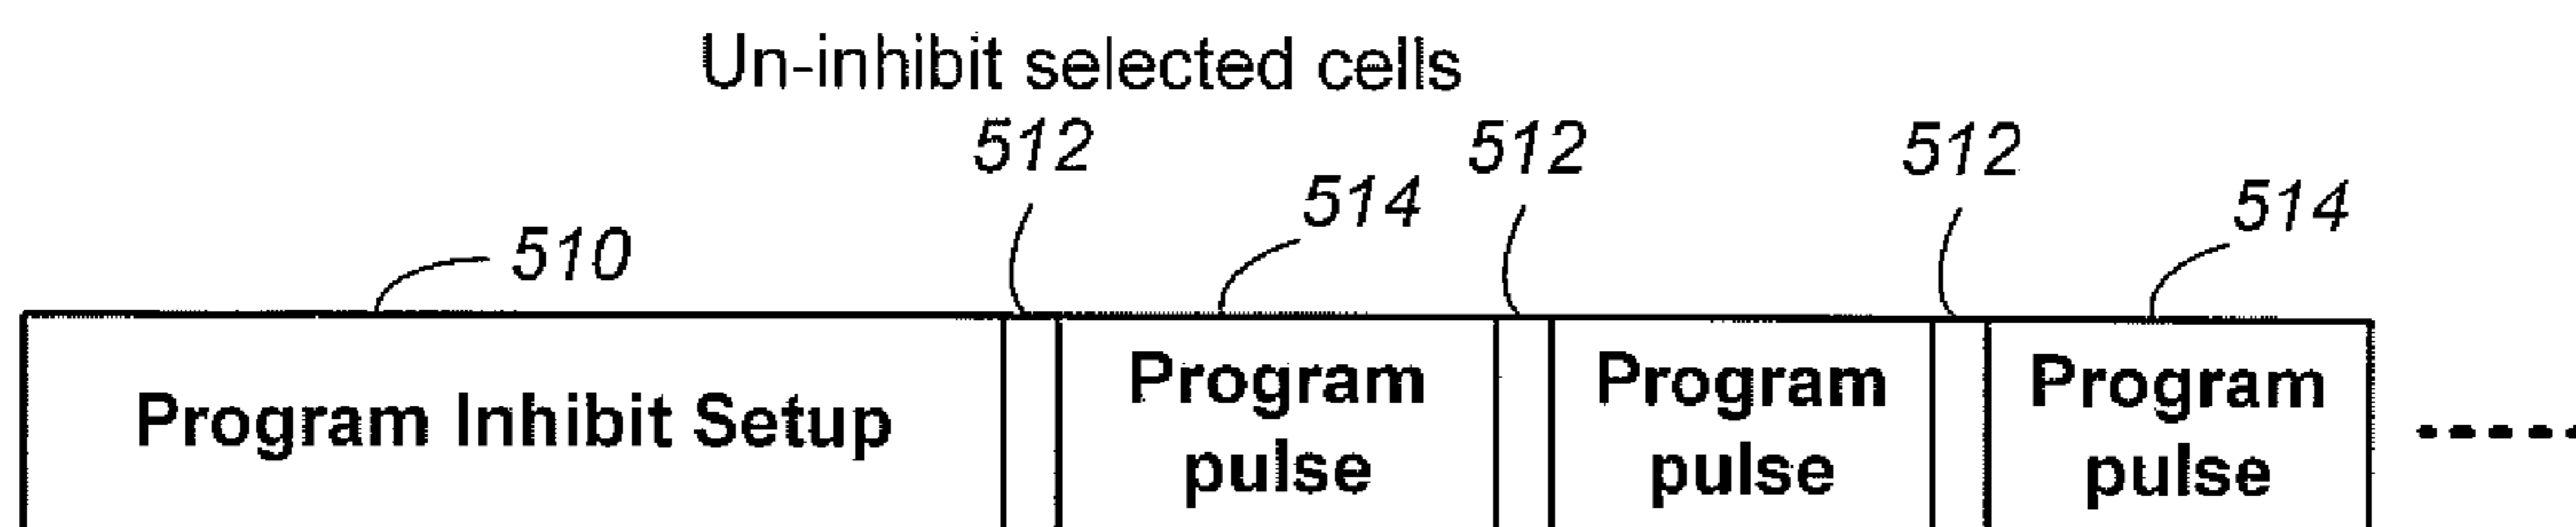 Un-inhibit selected cells
512 512 512
514 514
510
Program Inhibit Setup
Program pulse
Program pulse
Program pulse